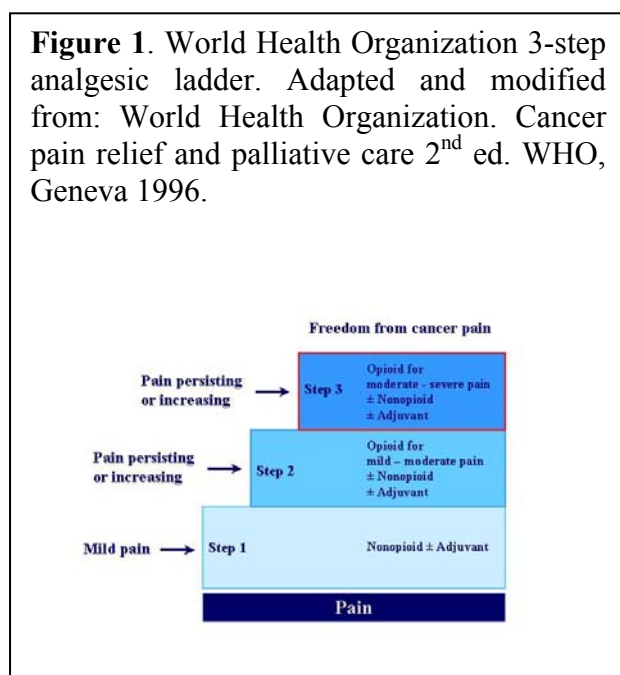 Figure 1. World Health Organization 3-step
analgesic ladder. Adapted and modified
from: World Health Organization. Cancer
pain relief and palliative care 2nd ed. WHO,
Geneva 1996.
Freedom from cancer pain
Pain persisting
or increasing
Step 3
Opioid for
moderate - severe pain
± Nonopioid
± Adjuvant
Pain persisting
or increasing
Step 2
Opioid for
mild – moderate pain
± Nonopioid
± Adjuvant
Mild pain
Step 1
Nonopioid ± Adjuvant
Pain